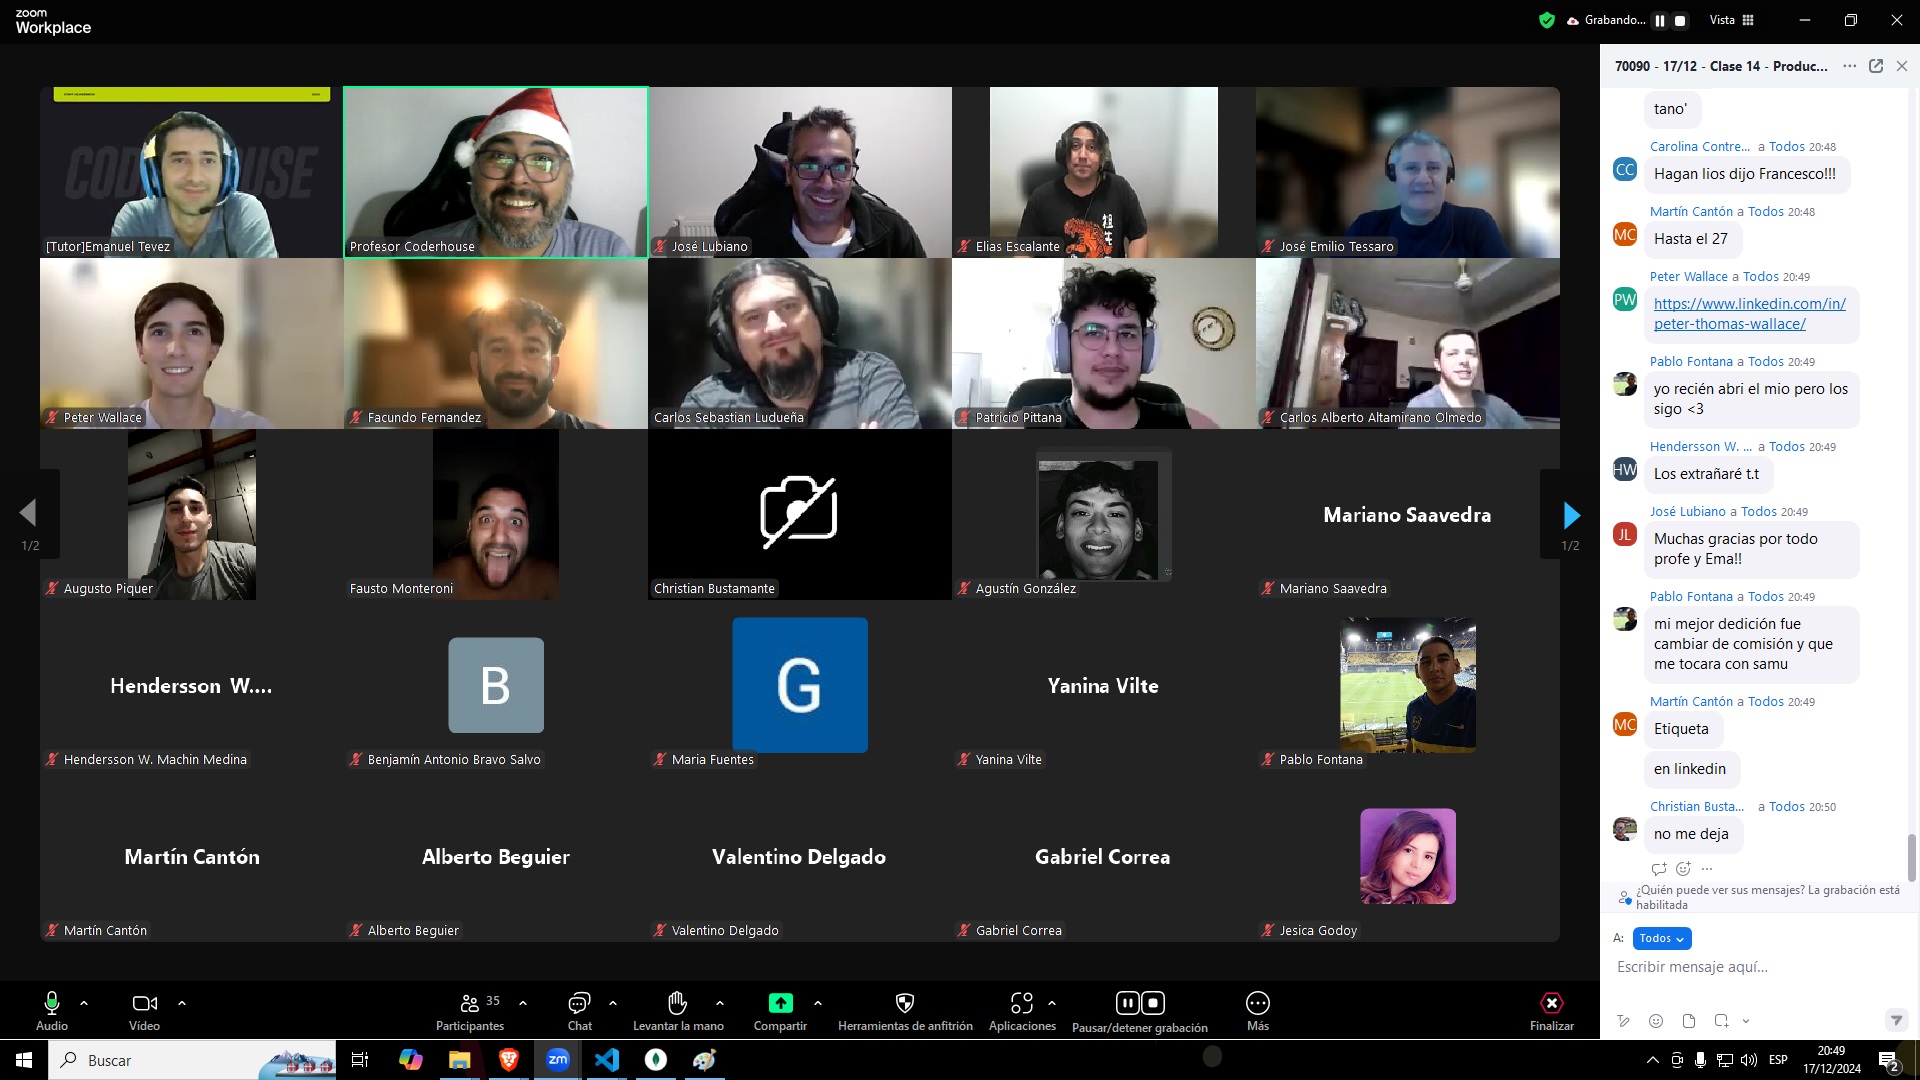 zoom
Workplace
Grabando...
Vista
70090 - 17/12 - Clase 14 - Produc...
[Tutor]Emanuel Tevez
Profesor Coderhouse
José Lubiano
Elias Escalante
José Emilio Tessaro
Peter Wallace
Facundo Fernandez
Carlos Sebastian Ludueña
Patricio Pittana
Carlos Alberto Altamirano Olmedo
Augusto Piquer
Fausto Monteroni
Christian Bustamante
Agustín González
Mariano Saavedra
Mariano Saavedra
1/2
1/2
Hendersson W....
Hendersson W. Machin Medina
B
Benjamín Antonio Bravo Salvo
G
Maria Fuentes
Yanina Vilte
Yanina Vilte
Pablo Fontana
Martín Cantón
Martín Cantón
Alberto Beguier
Alberto Beguier
Valentino Delgado
Valentino Delgado
Gabriel Correa
Gabriel Correa
Jesica Godoy
tano'
Carolina Contre... a Todos 20:48
CC
Hagan lios dijo Francesco!!!
Martín Cantón a Todos 20:48
MC
Hasta el 27
Peter Wallace a Todos 20:49
PW
https://www.linkedin.com/in/
peter-thomas-wallace/
Pablo Fontana a Todos 20:49
yo recién abri el mio pero los
sigo <3
Hendersson W. ... a Todos 20:49
HW
Los extrañaré t.t
José Lubiano a Todos 20:49
JL
Muchas gracias por todo
profe y Ema!!
Pablo Fontana a Todos 20:49
mi mejor dedición fue
cambiar de comisión y que
me tocara con samu
Martín Cantón a Todos 20:49
MC
Etiqueta
en linkedin
Christian Busta... a Todos 20:50
no me deja
¿Quién puede ver sus mensajes? La grabación está
habilitada
A: Todos
Escribir mensaje aquí...
Audio
Vídeo
35
Participantes
Chat
Levantar la mano
Compartir
Herramientas de anfitrión
Aplicaciones
Pausar/detener grabación
Más
Finalizar
Buscar
zm
ESP
20:49
17/12/2024
2